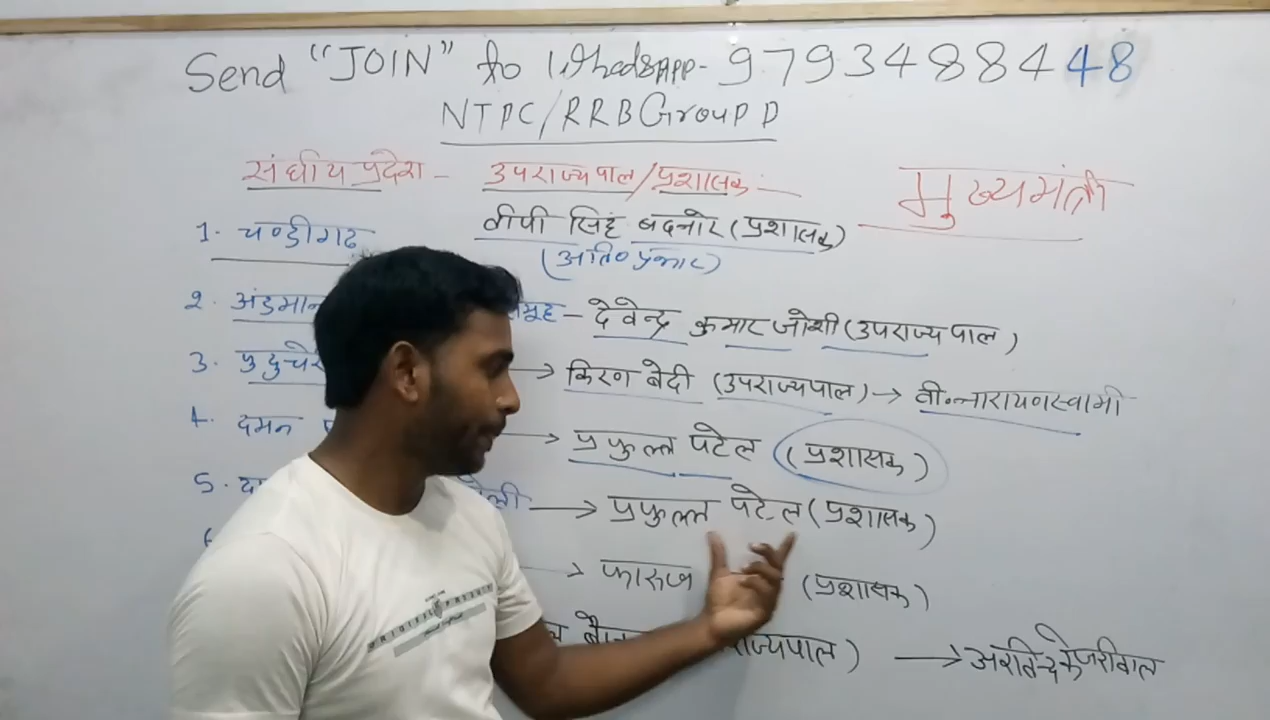 Send "JOIN" to Whatsapp- 9793488448
NTPC/RRB Group D
संघीय प्रदेश - उपराज्यपाल/प्रशासक - मुख्यमंत्री
1. चण्डीगढ़ वीपी सिंह बदनोर (प्रशासक)
(अति० प्रभार)
2. अंडमान समूह - देवेन्द्र कुमार जोशी (उपराज्यपाल)
3. पुदुचेरी → किरण बेदी (उपराज्यपाल) → वी. नारायणस्वामी
4. दमन → प्रफुल्ल पटेल (प्रशासक)
5. → प्रफुल्ल पटेल (प्रशासक)
→ फारुख (प्रशासक)
→ अरविन्द केजरीवाल